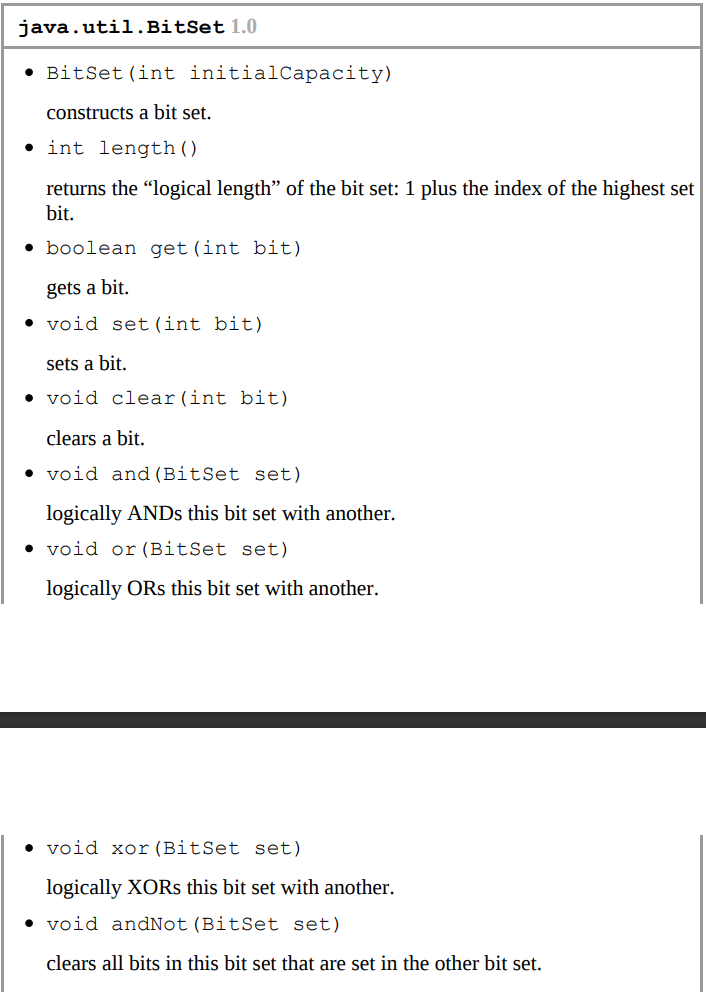 java.util.BitSet 1.0
• BitSet(int initialCapacity)
constructs a bit set.
• int length()
returns the “logical length” of the bit set: 1 plus the index of the highest set
bit.
• boolean get(int bit)
gets a bit.
• void set(int bit)
sets a bit.
• void clear(int bit)
clears a bit.
• void and(BitSet set)
logically ANDs this bit set with another.
• void or(BitSet set)
logically ORs this bit set with another.
• void xor(BitSet set)
logically XORs this bit set with another.
• void andNot(BitSet set)
clears all bits in this bit set that are set in the other bit set.